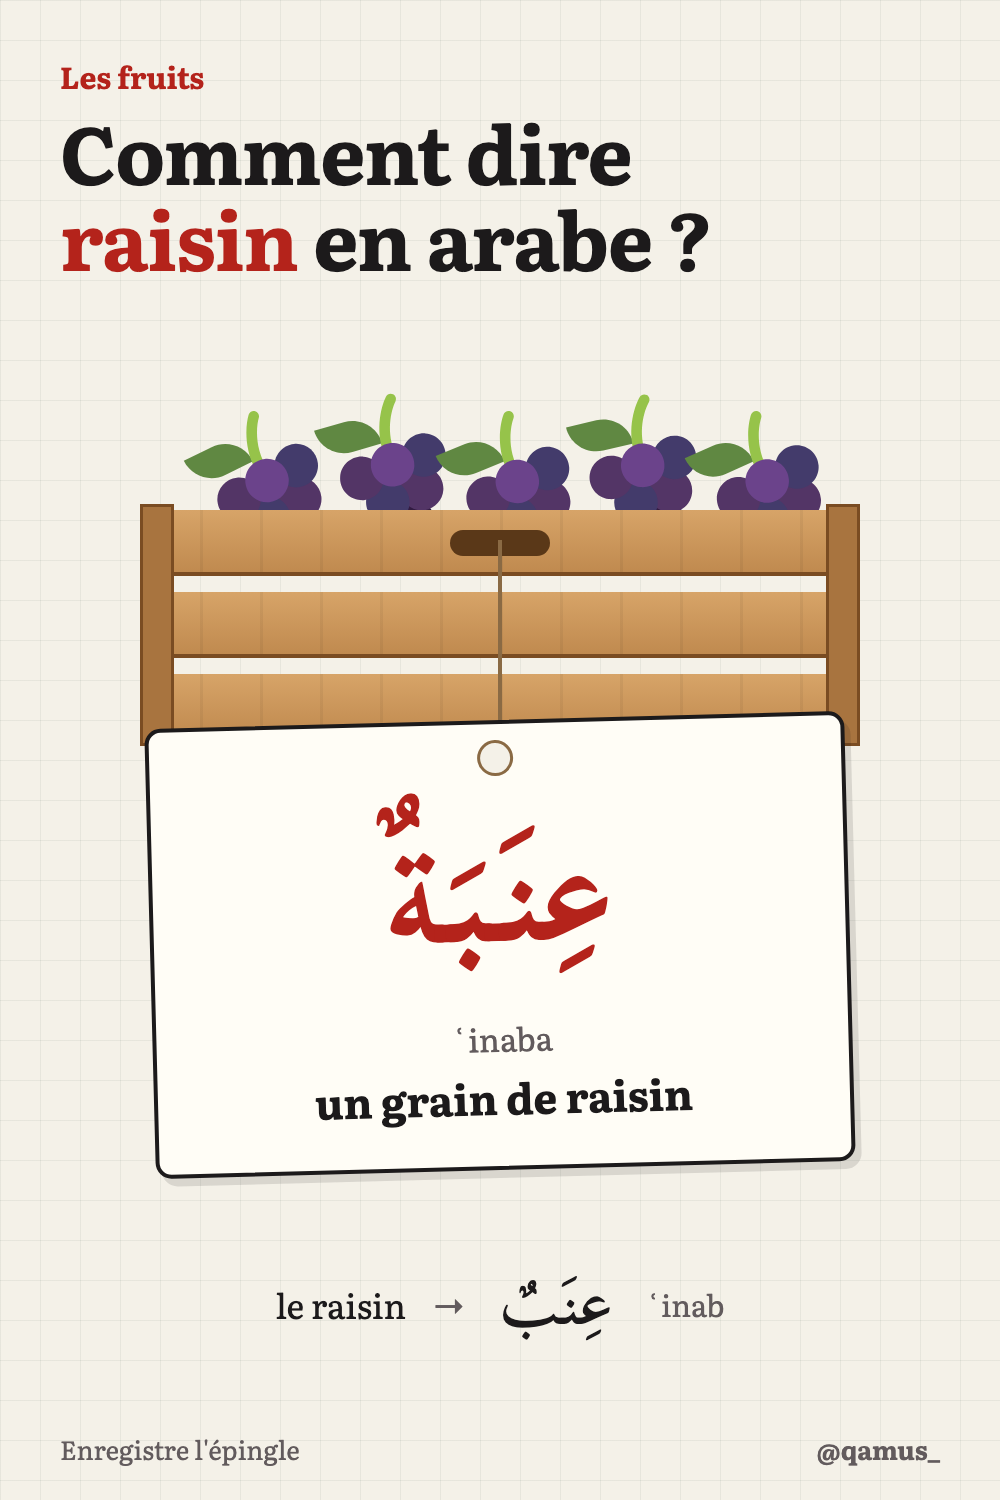 Les fruits
Comment dire
raisin en arabe ?
عِنَبَةٌ
ʿinaba
un grain de raisin
le raisin → عِنَبٌ ʿinab
Enregistre l'épingle
@qamus_